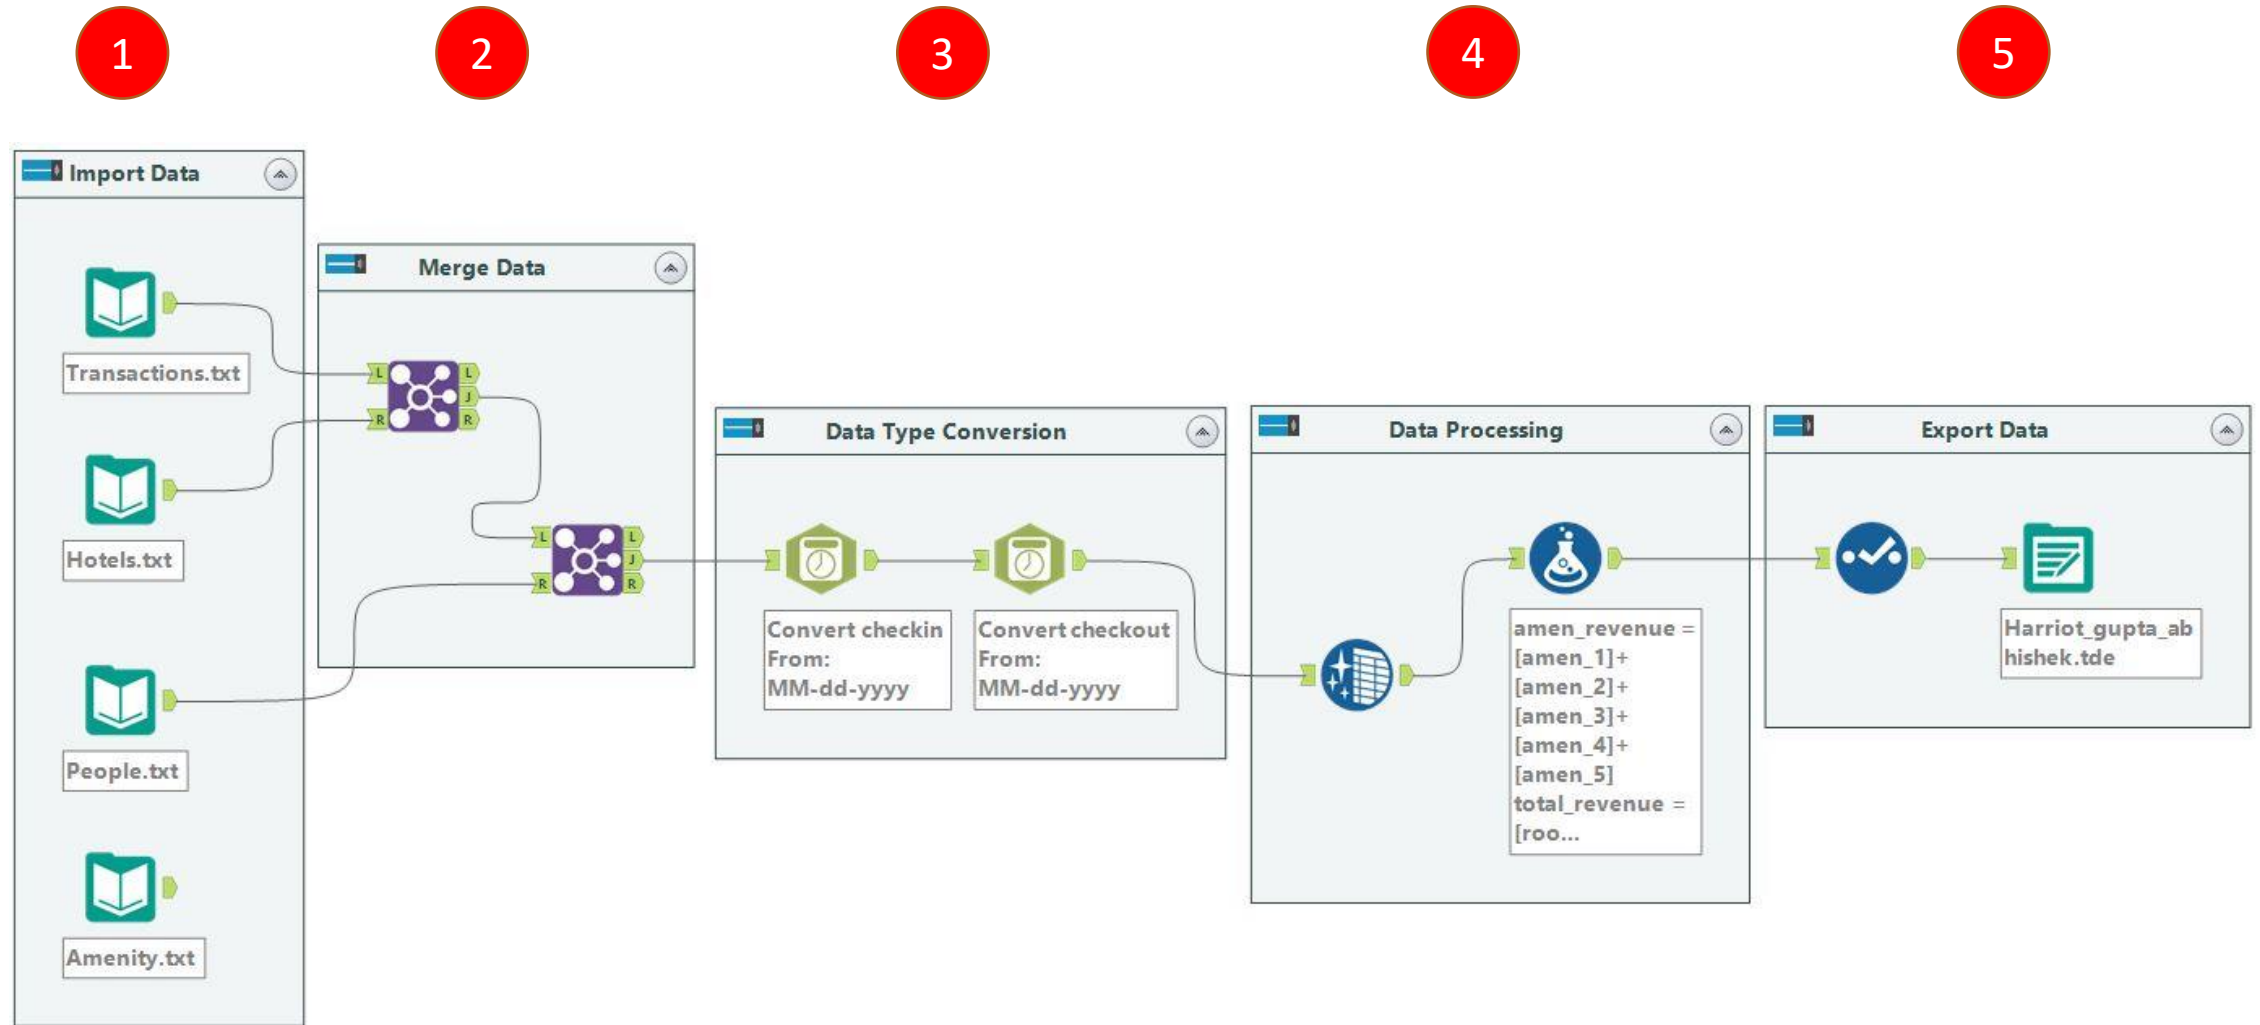 1
2
3
4
5
Import Data
Transactions.txt
Hotels.txt
People.txt
Amenity.txt
Merge Data
L
R
L
J
R
L
R
L
J
R
Data Type Conversion
Convert checkin
From:
MM-dd-yyyy
Convert checkout
From:
MM-dd-yyyy
Data Processing
amen_revenue =
[amen_1]+
[amen_2]+
[amen_3]+
[amen_4]+
[amen_5]
total_revenue =
[roo...
Export Data
Harriot_gupta_ab
hishek.tde